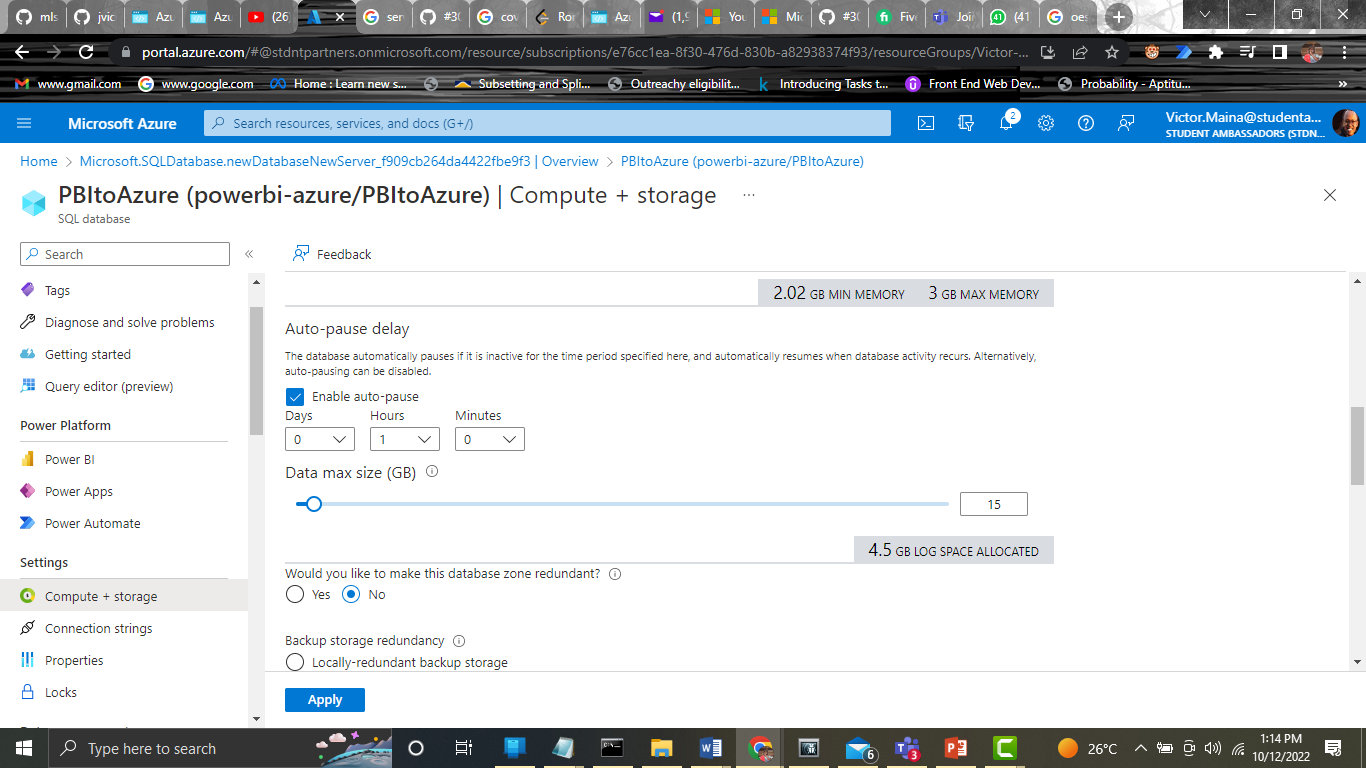 mls
jvic
Azu
Azu
(26
ser
#30
cov
Ro
Azu
(1,9
You
Mic
#30
Five
Joi
(41
oes
portal.azure.com/#@stdntpartners.onmicrosoft.com/resource/subscriptions/e76cc1ea-8f30-476d-830b-a82938374f93/resourceGroups/Victor-...
www.gmail.com
www.google.com
Home : Learn new s...
Subsetting and Spli...
Outreachy eligibilit...
Introducing Tasks t...
Front End Web Dev...
Probability - Aptitu...
»
Microsoft Azure
Search resources, services, and docs (G+/)
2
Victor.Maina@studenta...
STUDENT AMBASSADORS (STDN...
Home > Microsoft.SQLDatabase.newDatabaseNewServer_f909cb264da4422fbe9f3 | Overview > PBItoAzure (powerbi-azure/PBItoAzure)
PBItoAzure (powerbi-azure/PBItoAzure) | Compute + storage ...
SQL database
Search
«
Tags
Diagnose and solve problems
Getting started
Query editor (preview)
Power Platform
Power BI
Power Apps
Power Automate
Settings
Compute + storage
Connection strings
Properties
Locks
Feedback
2.02 GB MIN MEMORY 3 GB MAX MEMORY
Auto-pause delay
The database automatically pauses if it is inactive for the time period specified here, and automatically resumes when database activity recurs. Alternatively,
auto-pausing can be disabled.
Enable auto-pause
Days Hours Minutes
0 1 0
Data max size (GB)
15
4.5 GB LOG SPACE ALLOCATED
Would you like to make this database zone redundant?
Yes No
Backup storage redundancy
Locally-redundant backup storage
Apply
Type here to search
6
3
26°C
1:14 PM
10/12/2022